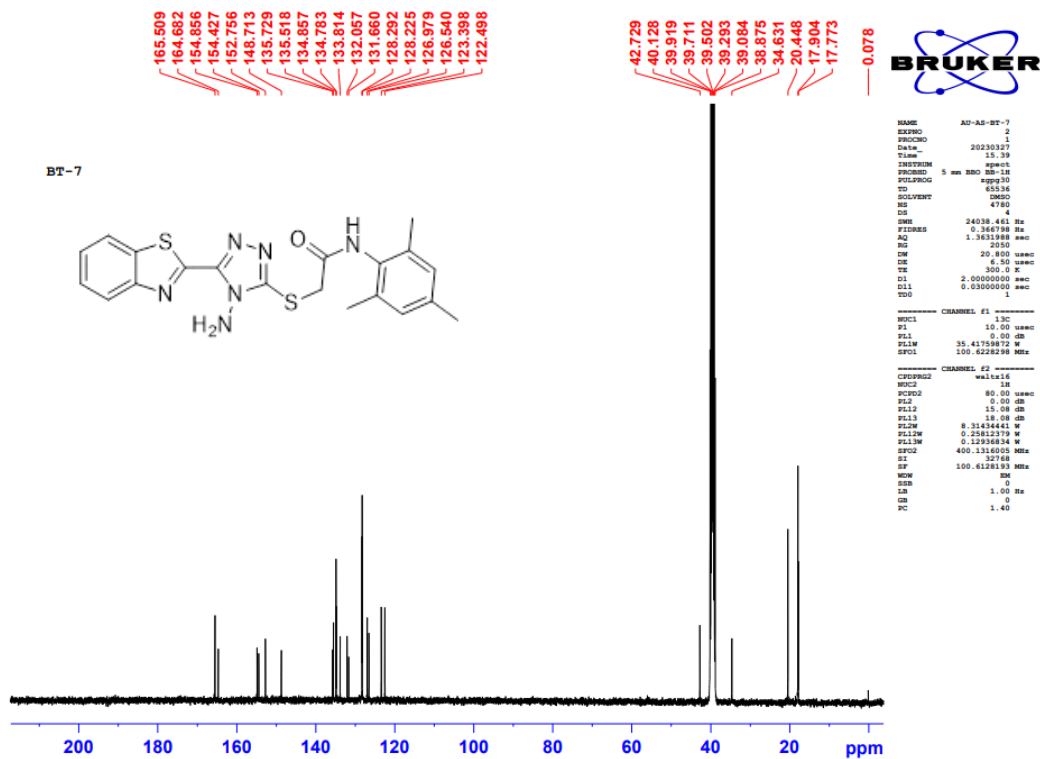 165.509
164.682
154.856
154.427
152.756
148.713
135.729
135.518
134.857
134.783
133.814
132.057
131.660
128.292
128.225
126.979
126.540
123.398
122.498
42.729
40.128
39.919
39.711
39.502
39.293
39.084
38.875
34.631
20.448
17.904
17.773
0.078
BRUKER
BT-7
S
N
N N
N
H2N
S
O
H
N
NAME AU-AS-BT-7
EXPNO 2
PROCNO 1
Date_ 20230327
Time 15.39
INSTRUM spect
PROBHD 5 mm BBO BB-1H
PULPROG zgpg30
TD 65536
SOLVENT DMSO
NS 4780
DS 4
SWH 24038.461 Hz
FIDRES 0.366798 Hz
AQ 1.3631988 sec
RG 2050
DW 20.800 usec
DE 6.50 usec
TE 300.0 K
D1 2.00000000 sec
D11 0.03000000 sec
TD0 1
======== CHANNEL f1 ========
NUC1 13C
P1 10.00 usec
PL1 0.00 dB
PL1W 35.41759872 W
SFO1 100.6228298 MHz
======== CHANNEL f2 ========
CPDPRG2 waltz16
NUC2 1H
PCPD2 80.00 usec
PL2 0.00 dB
PL12 15.08 dB
PL13 18.08 dB
PL2W 8.31434441 W
PL12W 0.25812379 W
PL13W 0.12936834 W
SFO2 400.1316005 MHz
SI 32768
SF 100.6128193 MHz
WDW EM
SSB 0
LB 1.00 Hz
GB 0
PC 1.40
200 180 160 140 120 100 80 60 40 20 ppm